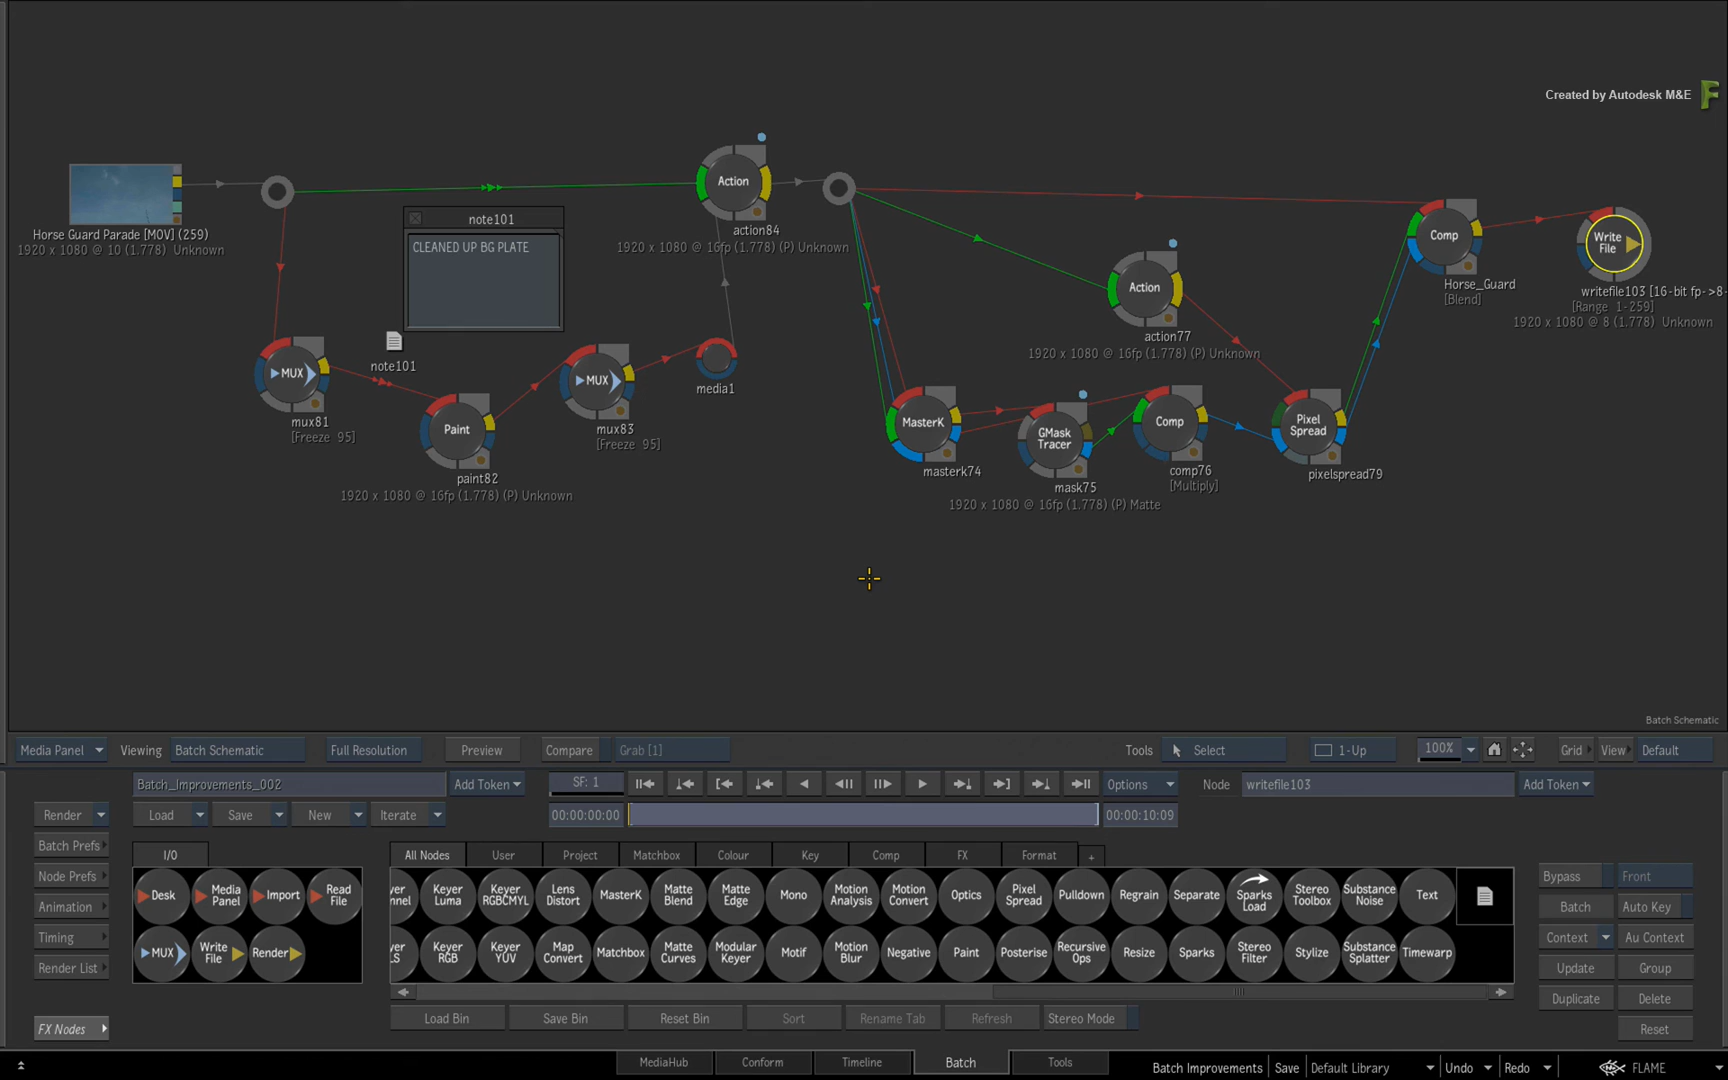 Created by Autodesk M&E
Horse Guard Parade [MOV] (259)
1920 x 1080 @ 10 (1.778) Unknown
note101
CLEANED UP BG PLATE
note101
Action
action84
1920 x 1080 @ 16fp (1.778) (P) Unknown
MUX
mux81
[Freeze 95]
Paint
paint82
1920 x 1080 @ 16fp (1.778) (P) Unknown
MUX
mux83
[Freeze 95]
media1
Action
action77
1920 x 1080 @ 16fp (1.778) (P) Unknown
MasterK
masterk74
GMask
Tracer
mask75
1920 x 1080 @ 16fp (1.778) (P) Matte
Comp
comp76
[Multiply]
Pixel
Spread
pixelspread79
Comp
Horse_Guard
[Blend]
Write
File
writefile103 [16-bit fp->8-
[Range 1-259]
1920 x 1080 @ 8 (1.778) Unknown
Batch Schematic
Media Panel Viewing Batch Schematic Full Resolution Preview Compare Grab [1] Tools Select 1-Up 100% Grid View Default
Batch_Improvements_002 Add Token SF: 1 Options Node writefile103 Add Token
Render Load Save New Iterate 00:00:00:00 00:00:10:09
Batch Prefs
Node Prefs
Animation
Timing
Render List
FX Nodes
I/O
Desk
Media
Panel
Import
Read
File
MUX
Write
File
Render
All Nodes User Project Matchbox Colour Key Comp FX Format +
Keyer
Luma
Keyer
RGBCMYL
Lens
Distort
MasterK
Matte
Blend
Matte
Edge
Mono
Motion
Analysis
Motion
Convert
Optics
Pixel
Spread
Pulldown
Regrain
Separate
Sparks
Load
Stereo
Toolbox
Substance
Noise
Text
Keyer
RGB
Keyer
YUV
Map
Convert
Matchbox
Matte
Curves
Modular
Keyer
Motif
Motion
Blur
Negative
Paint
Posterise
Recursive
Ops
Resize
Sparks
Stereo
Filter
Stylize
Substance
Splatter
Timewarp
Load Bin Save Bin Reset Bin Sort Rename Tab Refresh Stereo Mode
Bypass Front
Batch Auto Key
Context Au Context
Update Group
Duplicate Delete
Reset
MediaHub Conform Timeline Batch Tools
Batch Improvements Save Default Library Undo Redo FLAME